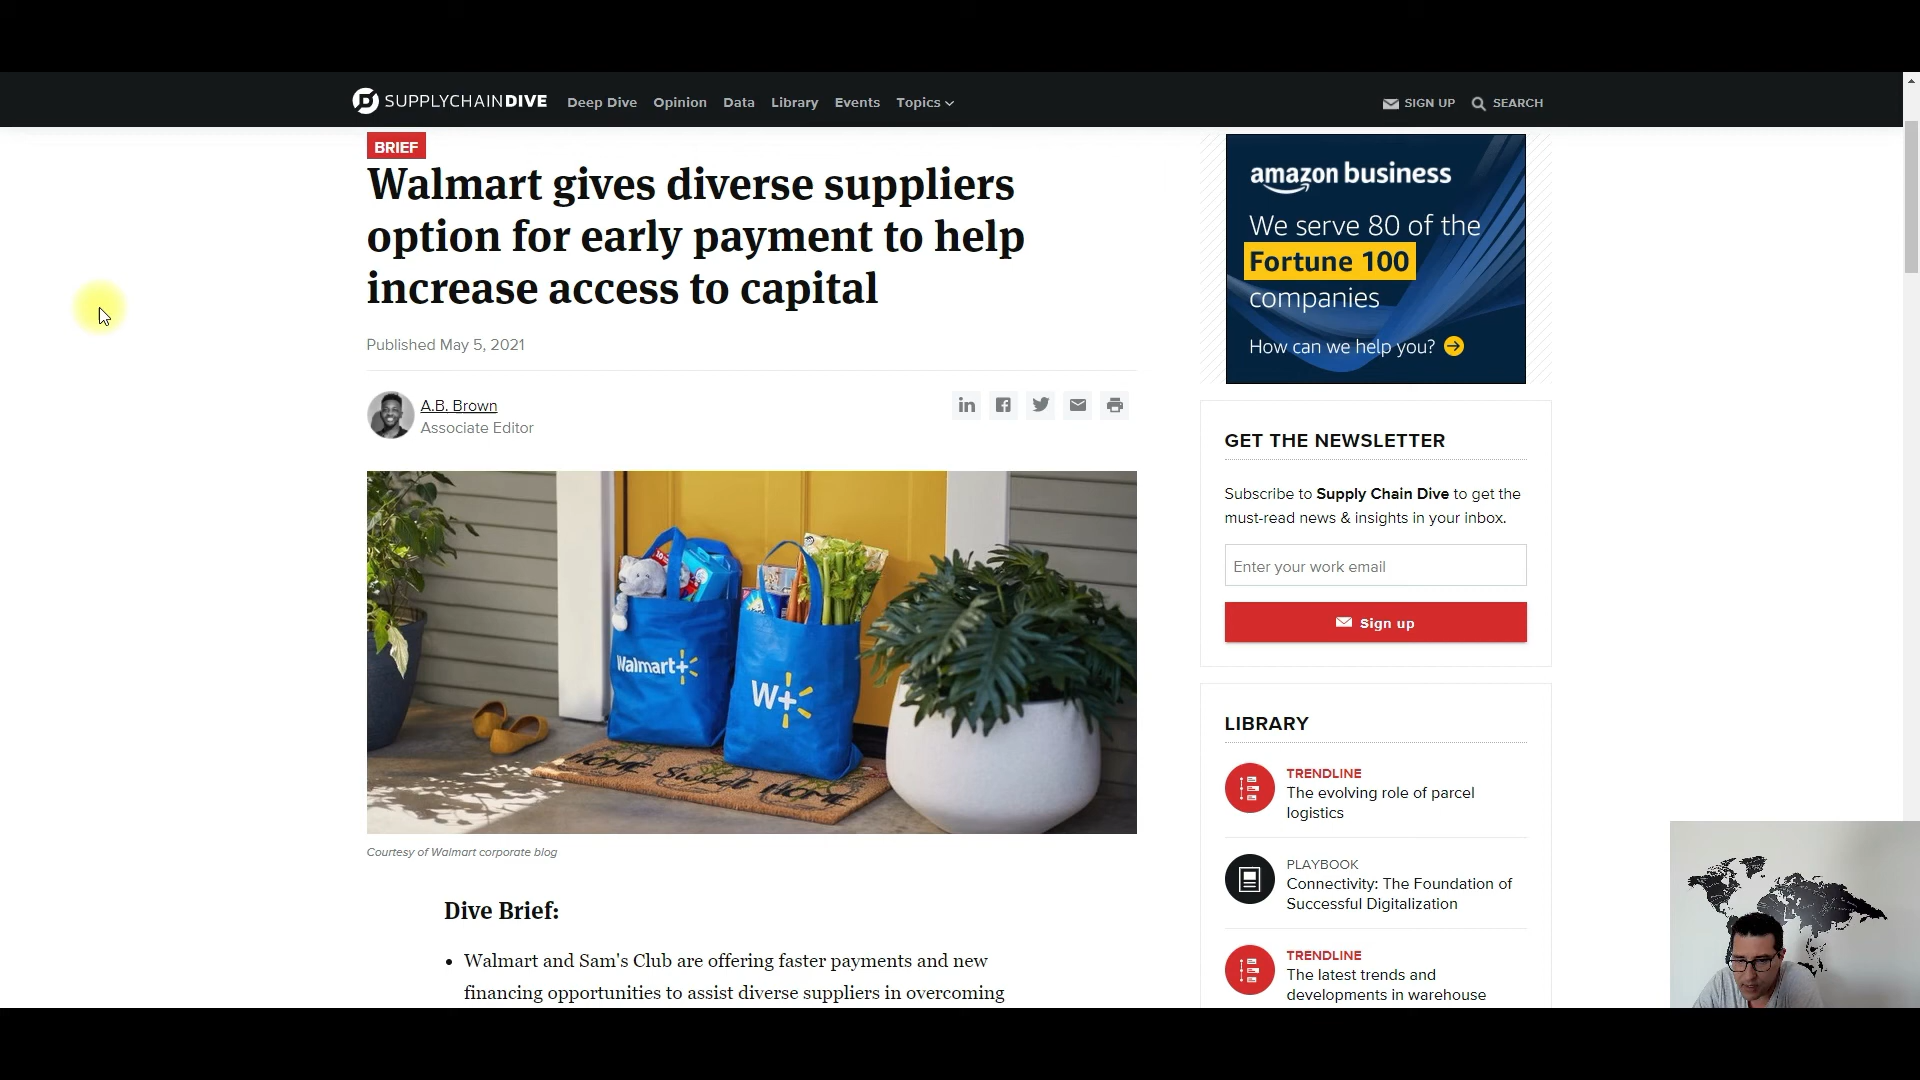 SUPPLYCHAINDIVE
Deep Dive
Opinion
Data
Library
Events
Topics
SIGN UP
SEARCH
BRIEF
Walmart gives diverse suppliers
option for early payment to help
increase access to capital
Published May 5, 2021
A.B. Brown
Associate Editor
Walmart+
W+
HOME SWEET HOME
Courtesy of Walmart corporate blog
Dive Brief:
• Walmart and Sam's Club are offering faster payments and new
financing opportunities to assist diverse suppliers in overcoming
amazon business
We serve 80 of the
Fortune 100
companies
How can we help you?
GET THE NEWSLETTER
Subscribe to Supply Chain Dive to get the
must-read news & insights in your inbox.
Enter your work email
Sign up
LIBRARY
TRENDLINE
The evolving role of parcel
logistics
PLAYBOOK
Connectivity: The Foundation of
Successful Digitalization
TRENDLINE
The latest trends and
developments in warehouse